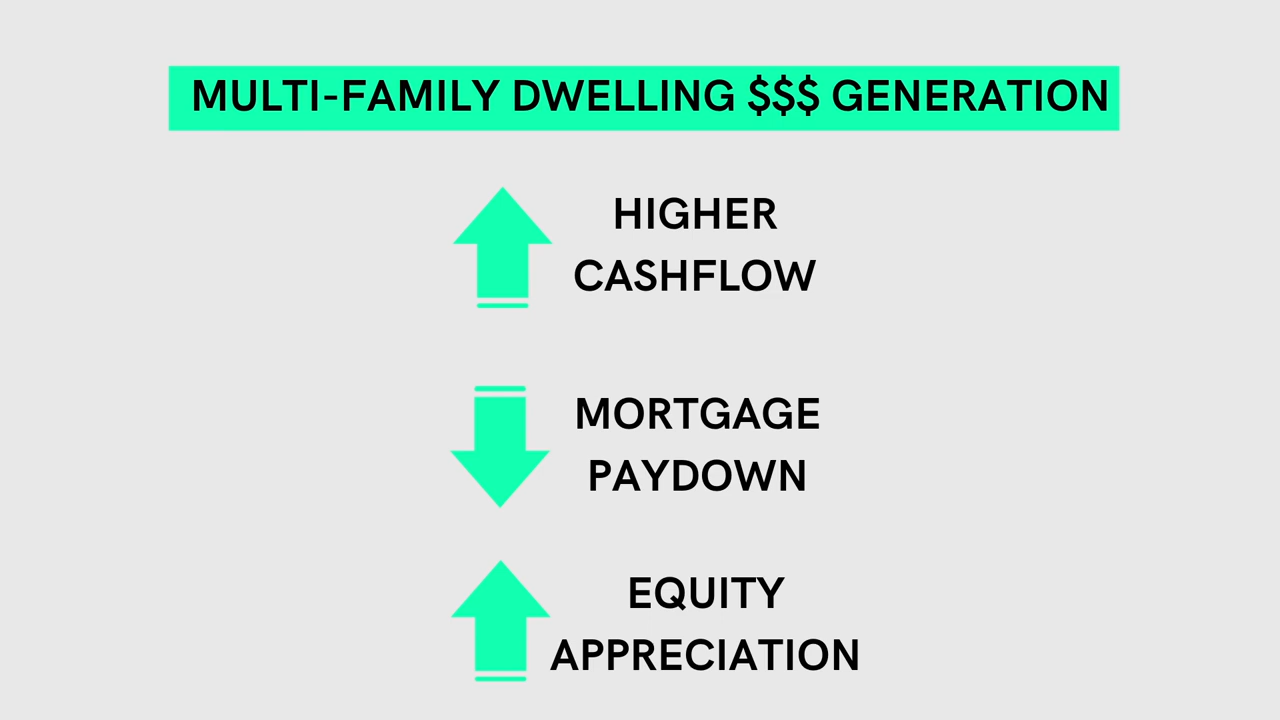 MULTI-FAMILY DWELLING $$$ GENERATION
HIGHER
CASHFLOW
MORTGAGE
PAYDOWN
EQUITY
APPRECIATION